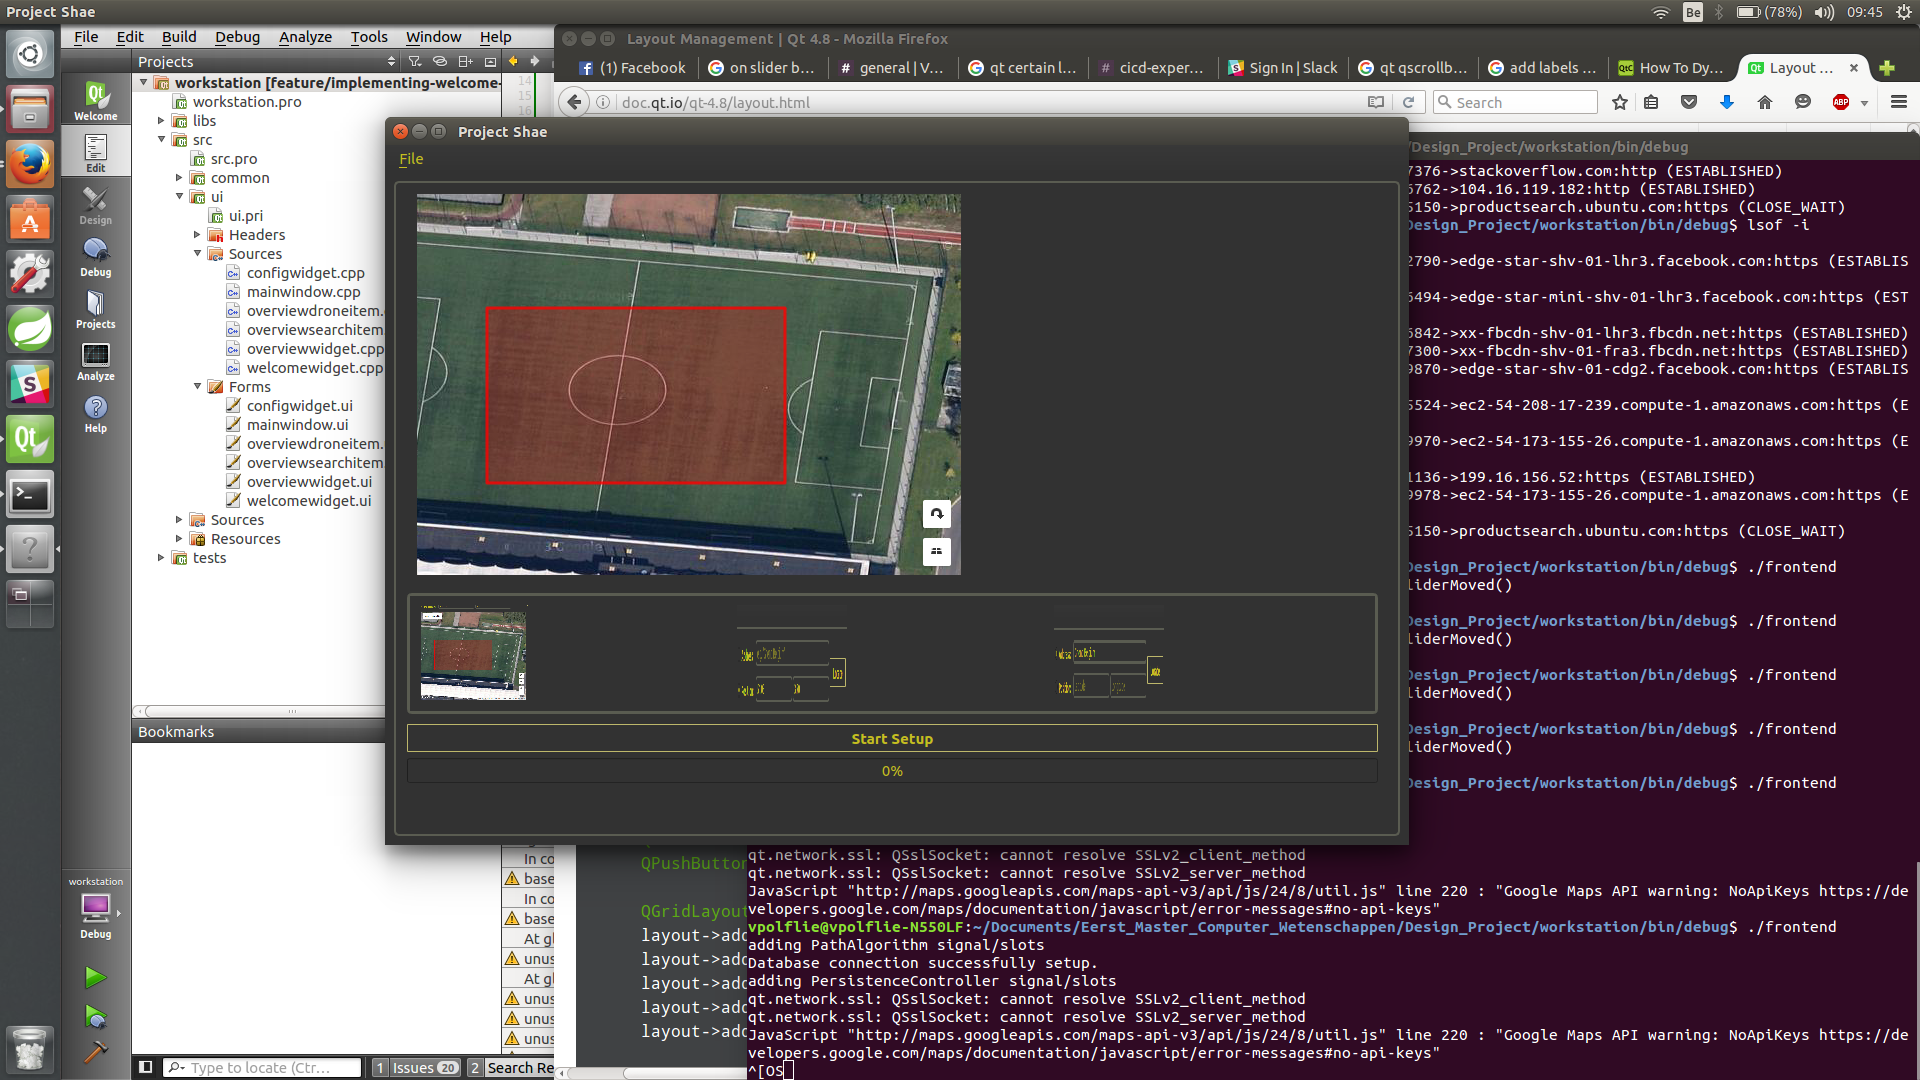 Project Shae
Be
(78%)
09:45
File Edit Build Debug Analyze Tools Window Help
Layout Management | Qt 4.8 - Mozilla Firefox
Projects
(1) Facebook
on slider b...
general | V...
qt certain l...
cicd-exper...
Sign In | Slack
qt qscrollb...
add labels ...
How To Dy...
Layout ...
doc.qt.io/qt-4.8/layout.html
Search
ABP
14
15
16
Welcome
Edit
Design
Debug
Projects
Analyze
Help
workstation [feature/implementing-welcome-
workstation.pro
libs
src
src.pro
common
ui
ui.pri
Headers
Sources
configwidget.cpp
mainwindow.cpp
overviewdroneitem.
overviewsearchitem.
overviewwidget.cpp
welcomewidget.cpp
Forms
configwidget.ui
mainwindow.ui
overviewdroneitem.
overviewsearchitem.
overviewwidget.ui
welcomewidget.ui
Sources
Resources
tests
Bookmarks
Project Shae
File
Start Setup
0%
/Design_Project/workstation/bin/debug
7376->stackoverflow.com:http (ESTABLISHED)
5762->104.16.119.182:http (ESTABLISHED)
5150->productsearch.ubuntu.com:https (CLOSE_WAIT)
Design_Project/workstation/bin/debug$ lsof -i
2790->edge-star-shv-01-lhr3.facebook.com:https (ESTABLIS
5494->edge-star-mini-shv-01-lhr3.facebook.com:https (EST
5842->xx-fbcdn-shv-01-lhr3.fbcdn.net:https (ESTABLISHED)
7300->xx-fbcdn-shv-01-fra3.fbcdn.net:https (ESTABLISHED)
9870->edge-star-shv-01-cdg2.facebook.com:https (ESTABLIS
5524->ec2-54-208-17-239.compute-1.amazonaws.com:https (E
9970->ec2-54-173-155-26.compute-1.amazonaws.com:https (E
1136->199.16.156.52:https (ESTABLISHED)
9978->ec2-54-173-155-26.compute-1.amazonaws.com:https (E
5150->productsearch.ubuntu.com:https (CLOSE_WAIT)
Design_Project/workstation/bin/debug$ ./frontend
liderMoved()
Design_Project/workstation/bin/debug$ ./frontend
liderMoved()
Design_Project/workstation/bin/debug$ ./frontend
liderMoved()
Design_Project/workstation/bin/debug$ ./frontend
liderMoved()
Design_Project/workstation/bin/debug$ ./frontend
qt.network.ssl: QSslSocket: cannot resolve SSLv2_client_method
qt.network.ssl: QSslSocket: cannot resolve SSLv2_server_method
JavaScript "http://maps.googleapis.com/maps-api-v3/api/js/24/8/util.js" line 220 : "Google Maps API warning: NoApiKeys https://de
velopers.google.com/maps/documentation/javascript/error-messages#no-api-keys"
vpolflie@vpolflie-N550LF:~/Documents/Eerst_Master_Computer_Wetenschappen/Design_Project/workstation/bin/debug$ ./frontend
adding PathAlgorithm signal/slots
Database connection successfully setup.
adding PersistenceController signal/slots
qt.network.ssl: QSslSocket: cannot resolve SSLv2_client_method
qt.network.ssl: QSslSocket: cannot resolve SSLv2_server_method
JavaScript "http://maps.googleapis.com/maps-api-v3/api/js/24/8/util.js" line 220 : "Google Maps API warning: NoApiKeys https://de
velopers.google.com/maps/documentation/javascript/error-messages#no-api-keys"
^[OS
QPushButton
QGridLayout
layout->add
layout->add
layout->add
layout->add
layout->add
In co
base
In co
base
At gl
unus
At gl
unus
unus
unus
workstation
Debug
Type to locate (Ctr...
1 Issues 20
2 Search Re